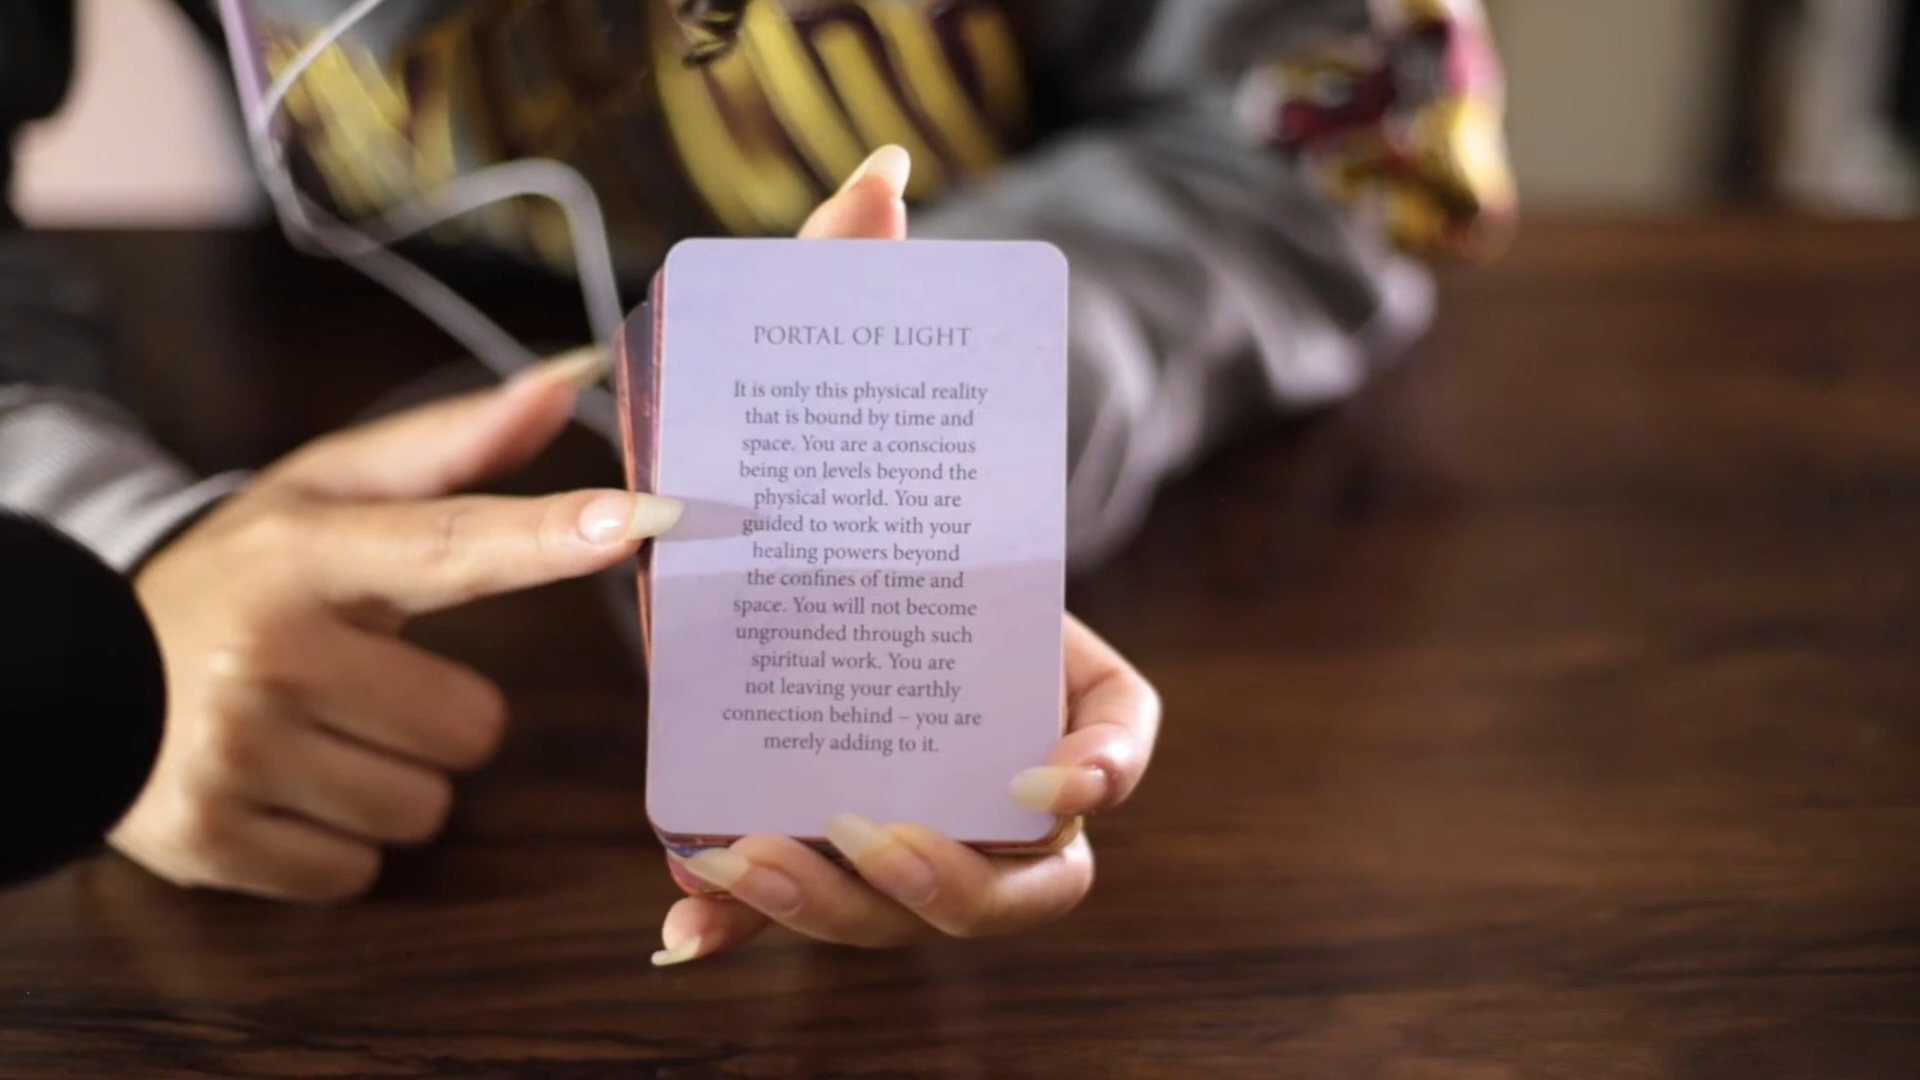 PORTAL OF LIGHT
It is only this physical reality
that is bound by time and
space. You are a conscious
being on levels beyond the
physical world. You are
guided to work with your
healing powers beyond
the confines of time and
space. You will not become
ungrounded through such
spiritual work. You are
not leaving your earthly
connection behind – you are
merely adding to it.